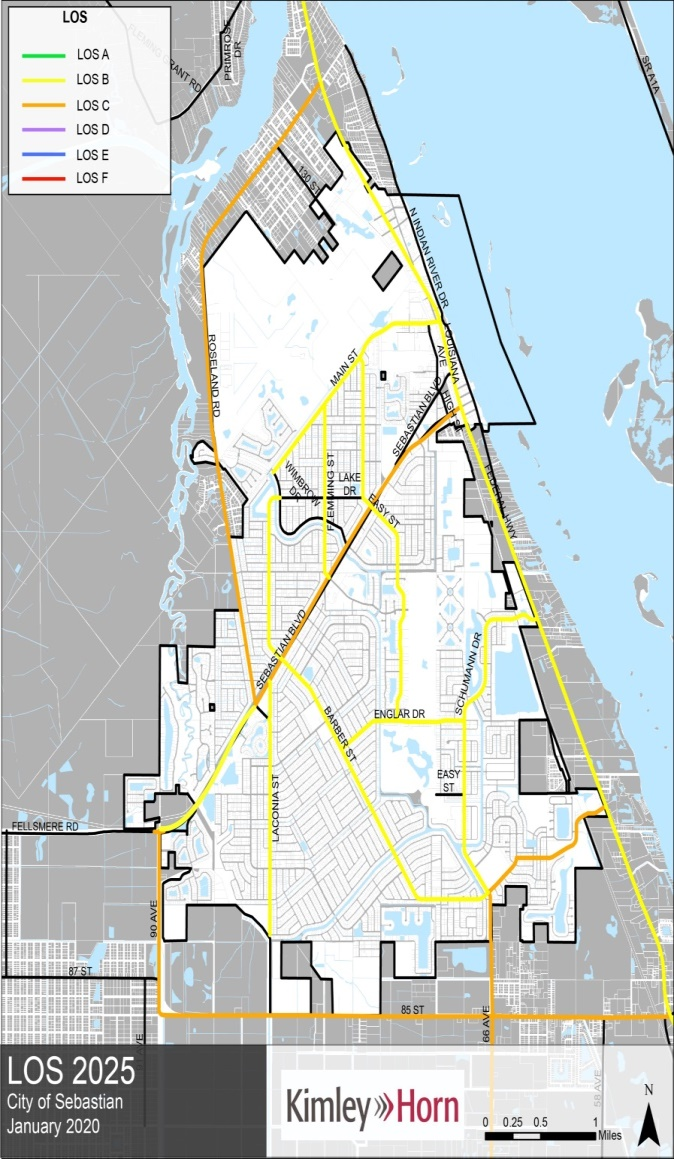 LOS
LOS A
LOS B
LOS C
LOS D
LOS E
LOS F
FLEMING GRANT RD
PRIMROSE DR
SR A1A
130 ST
N INDIAN RIVER DR
ROSELAND RD
MAIN ST
LOUISIANA AVE
HIGH ST
SEBASTIAN BLVD
WIMBROW DR
FLEMMING ST
LAKE DR
EASY ST
FEDERAL HWY
SEBASTIAN BLVD
SCHUMANN DR
BARBER ST
ENGLAR DR
EASY ST
LACONIA ST
FELLSMERE RD
90 AVE
87 ST
85 ST
66 AVE
58 AVE
LOS 2025
City of Sebastian
January 2020
Kimley»Horn
N
0 0.25 0.5 1
Miles